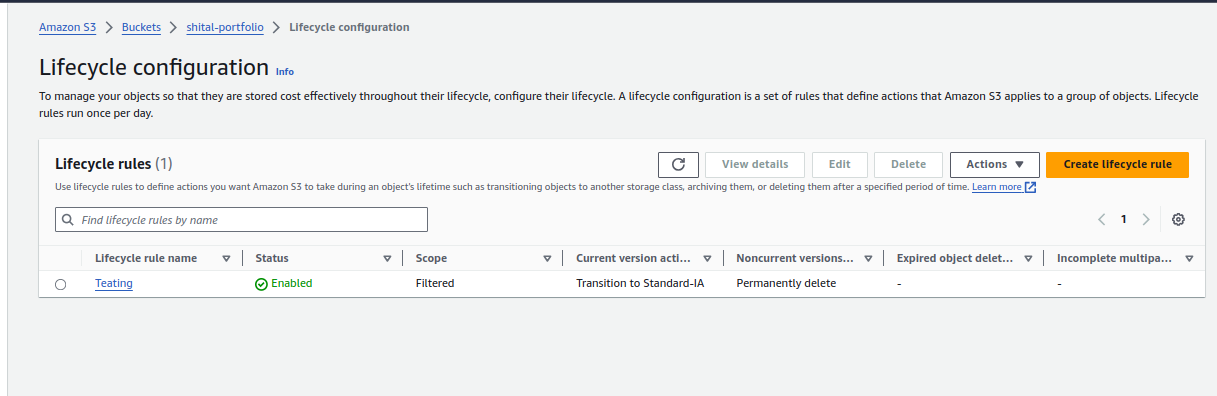 Amazon S3 > Buckets > shital-portfolio > Lifecycle configuration
Lifecycle configuration Info
To manage your objects so that they are stored cost effectively throughout their lifecycle, configure their lifecycle. A lifecycle configuration is a set of rules that define actions that Amazon S3 applies to a group of objects. Lifecycle
rules run once per day.
Lifecycle rules (1) View details Edit Delete Actions Create lifecycle rule
Use lifecycle rules to define actions you want Amazon S3 to take during an object's lifetime such as transitioning objects to another storage class, archiving them, or deleting them after a specified period of time. Learn more
Find lifecycle rules by name 1
Lifecycle rule name Status Scope Current version acti... Noncurrent versions... Expired object delet... Incomplete multipa...
Teating Enabled Filtered Transition to Standard-IA Permanently delete - -